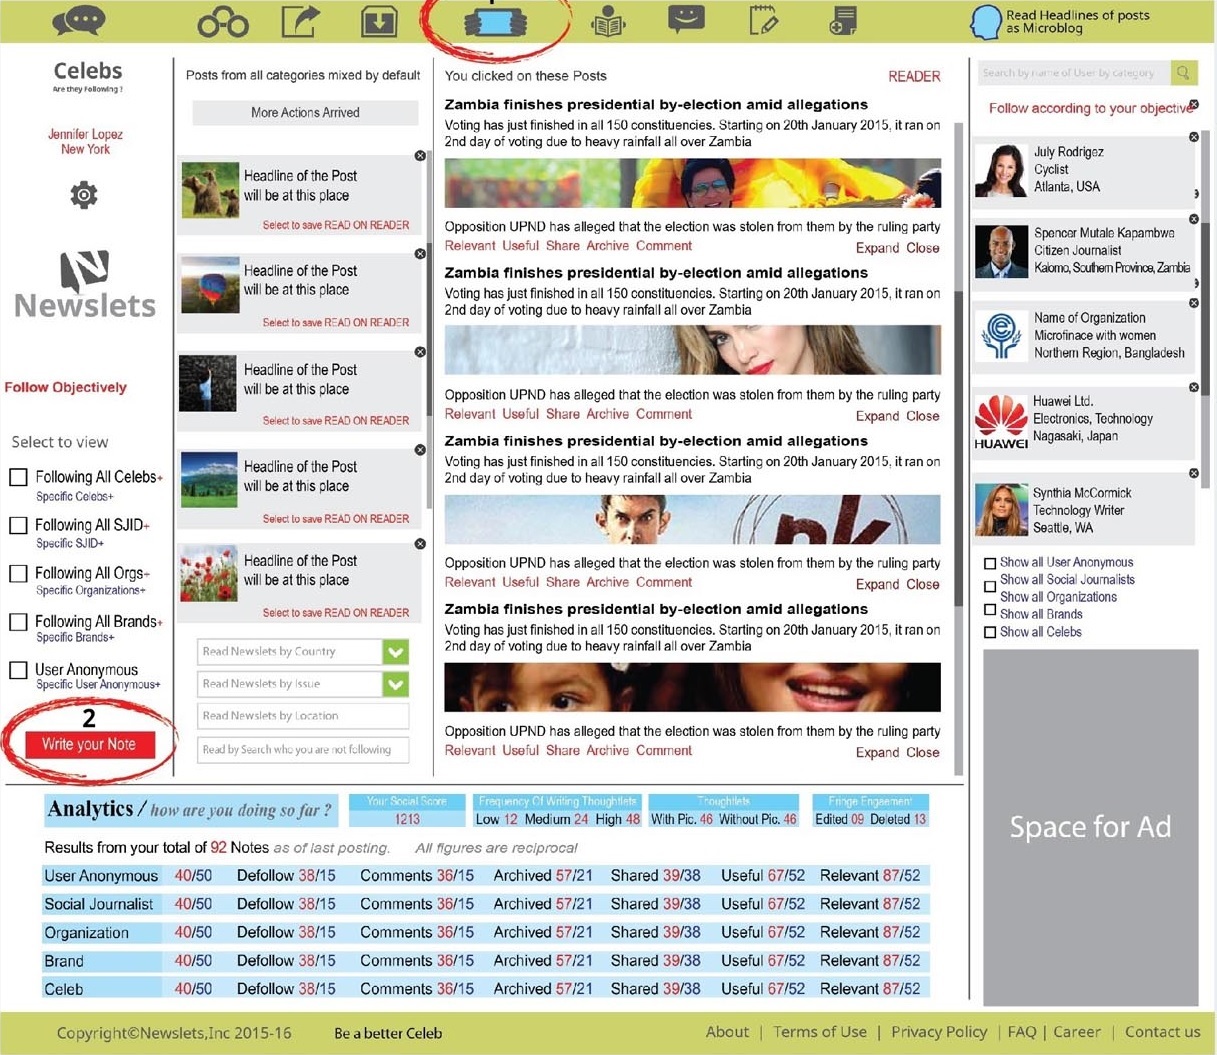 Read Headlines of posts
as Microblog
Celebs
Are they Following ?
Jennifer Lopez
New York
Newslets
Follow Objectively
Select to view
Following All Celebs+
Specific Celebs+
Following All SJID+
Specific SJID+
Following All Orgs+
Specific Organizations+
Following All Brands+
Specific Brands+
User Anonymous
Specific User Anonymous+
2
Write your Note
Posts from all categories mixed by default
More Actions Arrived
Headline of the Post
will be at this place
Select to save READ ON READER
Headline of the Post
will be at this place
Select to save READ ON READER
Headline of the Post
will be at this place
Select to save READ ON READER
Headline of the Post
will be at this place
Select to save READ ON READER
Headline of the Post
will be at this place
Select to save READ ON READER
Read Newslets by Country
Read Newslets by Issue
Read Newslets by Location
Read by Search who you are not following
You clicked on these Posts READER
Zambia finishes presidential by-election amid allegations
Voting has just finished in all 150 constituencies. Starting on 20th January 2015, it ran on
2nd day of voting due to heavy rainfall all over Zambia
Opposition UPND has alleged that the election was stolen from them by the ruling party
Relevant Useful Share Archive Comment Expand Close
Zambia finishes presidential by-election amid allegations
Voting has just finished in all 150 constituencies. Starting on 20th January 2015, it ran on
2nd day of voting due to heavy rainfall all over Zambia
Opposition UPND has alleged that the election was stolen from them by the ruling party
Relevant Useful Share Archive Comment Expand Close
Zambia finishes presidential by-election amid allegations
Voting has just finished in all 150 constituencies. Starting on 20th January 2015, it ran on
2nd day of voting due to heavy rainfall all over Zambia
pk
Opposition UPND has alleged that the election was stolen from them by the ruling party
Relevant Useful Share Archive Comment Expand Close
Zambia finishes presidential by-election amid allegations
Voting has just finished in all 150 constituencies. Starting on 20th January 2015, it ran on
2nd day of voting due to heavy rainfall all over Zambia
Opposition UPND has alleged that the election was stolen from them by the ruling party
Relevant Useful Share Archive Comment Expand Close
Search by name of User by category
Follow according to your objective
July Rodrigez
Cyclist
Atlanta, USA
Spencer Mutale Kapambwe
Citizen Journalist
Kaiomo, Southern Province, Zambia
Name of Organization
Microfinace with women
Northern Region, Bangladesh
HUAWEI
Huawei Ltd.
Electronics, Technology
Nagasaki, Japan
Synthia McCormick
Technology Writer
Seattle, WA
Show all User Anonymous
Show all Social Journalists
Show all Organizations
Show all Brands
Show all Celebs
Space for Ad
Analytics / how are you doing so far ?
Your Social Score
1213
Frequency Of Writing Thoughtlets
Low 12 Medium 24 High 48
Thoutlets
With Pic. 46 Without Pic. 46
Fringe Engaement
Edited 09 Deleted 13
Results from your total of 92 Notes as of last posting. All figures are reciprocal
User Anonymous 40/50 Defollow 38/15 Comments 36/15 Archived 57/21 Shared 39/38 Useful 67/52 Relevant 87/52
Social Journalist 40/50 Defollow 38/15 Comments 36/15 Archived 57/21 Shared 39/38 Useful 67/52 Relevant 87/52
Organization 40/50 Defollow 38/15 Comments 36/15 Archived 57/21 Shared 39/38 Useful 67/52 Relevant 87/52
Brand 40/50 Defollow 38/15 Comments 36/15 Archived 57/21 Shared 39/38 Useful 67/52 Relevant 87/52
Celeb 40/50 Defollow 38/15 Comments 36/15 Archived 57/21 Shared 39/38 Useful 67/52 Relevant 87/52
Copyright©Newslets,Inc 2015-16 Be a better Celeb About | Terms of Use | Privacy Policy | FAQ | Career | Contact us